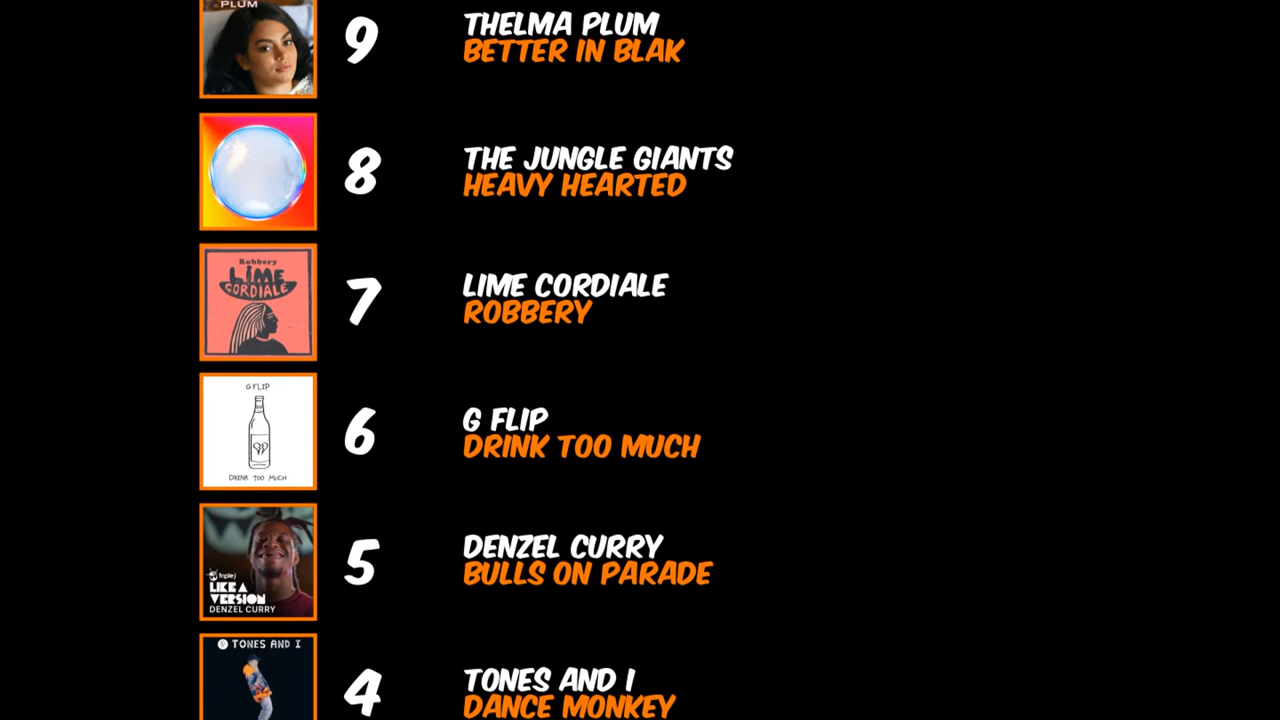 PLUM
9
THELMA PLUM
BETTER IN BLAK
8
THE JUNGLE GIANTS
HEAVY HEARTED
Robbery
LIME
CORDIALE
7
LIME CORDIALE
ROBBERY
G FLIP
DRINK TOO MUCH
6
G FLIP
DRINK TOO MUCH
triple j
LIKE A
VERSION
DENZEL CURRY
5
DENZEL CURRY
BULLS ON PARADE
TONES AND I
4
TONES AND I
DANCE MONKEY